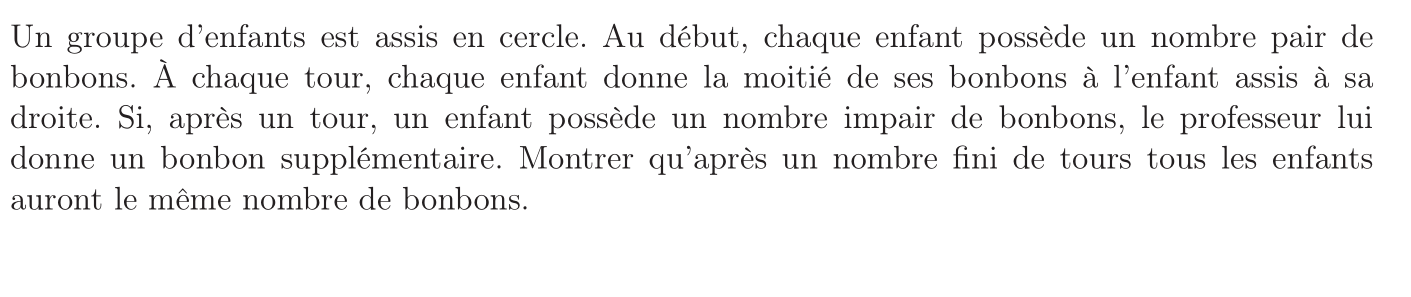 Un groupe d'enfants est assis en cercle. Au début, chaque enfant possède un nombre pair de
bonbons. À chaque tour, chaque enfant donne la moitié de ses bonbons à l'enfant assis à sa
droite. Si, après un tour, un enfant possède un nombre impair de bonbons, le professeur lui
donne un bonbon supplémentaire. Montrer qu'après un nombre fini de tours tous les enfants
auront le même nombre de bonbons.